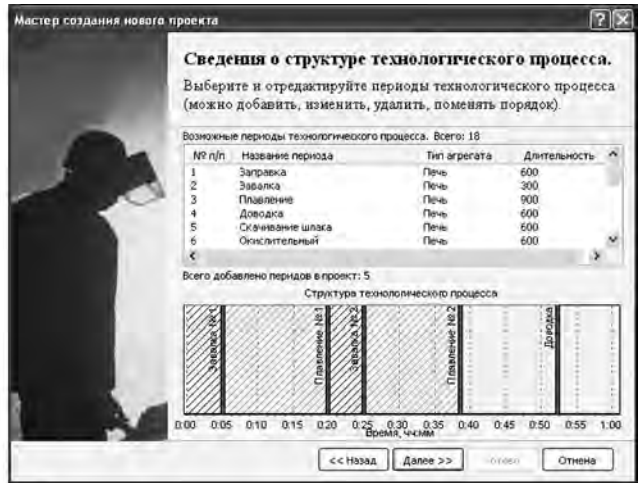 Мастер создания нового проекта
Сведения о структуре технологического процесса.
Выберите и отредактируйте периоды технологического процесса
(можно добавить, изменить, удалить, поменять порядок).
Возможные периоды технологического процесса. Всего: 18
№ п/п Название периода Тип агрегата Длительность
1 Заправка Печь 600
2 Завалка Печь 300
3 Плавление Печь 900
4 Доводка Печь 600
5 Скачивание шлака Печь 600
6 Окислительный Печь 600
Всего добавлено перидов в проект: 5
Структура технологического процесса
Завалка №1
Плавление №1
Завалка №2
Плавление №2
Доводка
0:00 0:05 0:10 0:15 0:20 0:25 0:30 0:35 0:40 0:45 0:50 0:55 1:00
Время, чч:мм
<< Назад Далее >> Готово Отмена